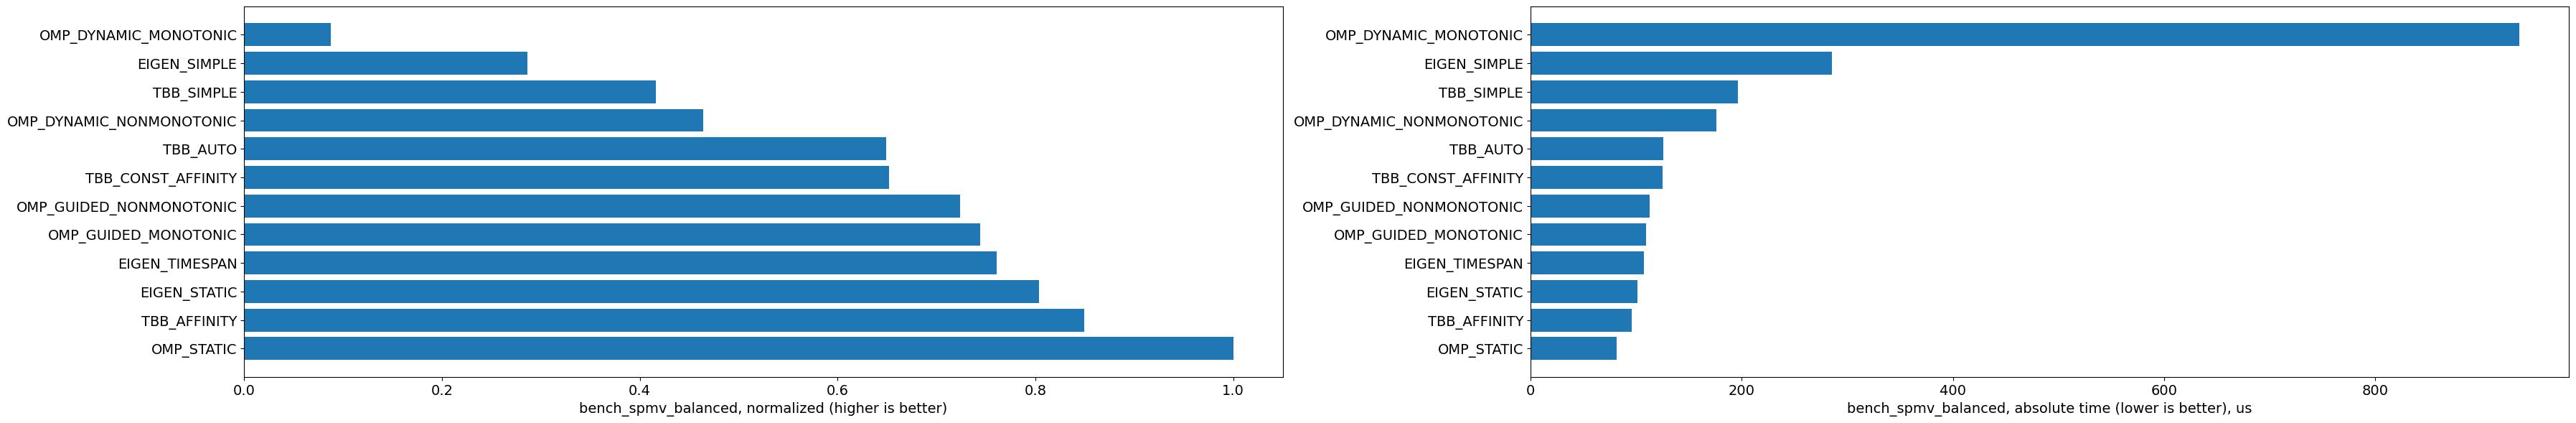 OMP_DYNAMIC_MONOTONIC
EIGEN_SIMPLE
TBB_SIMPLE
OMP_DYNAMIC_NONMONOTONIC
TBB_AUTO
TBB_CONST_AFFINITY
OMP_GUIDED_NONMONOTONIC
OMP_GUIDED_MONOTONIC
EIGEN_TIMESPAN
EIGEN_STATIC
TBB_AFFINITY
OMP_STATIC
0.0 0.2 0.4 0.6 0.8 1.0
bench_spmv_balanced, normalized (higher is better)
OMP_DYNAMIC_MONOTONIC
EIGEN_SIMPLE
TBB_SIMPLE
OMP_DYNAMIC_NONMONOTONIC
TBB_AUTO
TBB_CONST_AFFINITY
OMP_GUIDED_NONMONOTONIC
OMP_GUIDED_MONOTONIC
EIGEN_TIMESPAN
EIGEN_STATIC
TBB_AFFINITY
OMP_STATIC
0 200 400 600 800
bench_spmv_balanced, absolute time (lower is better), us